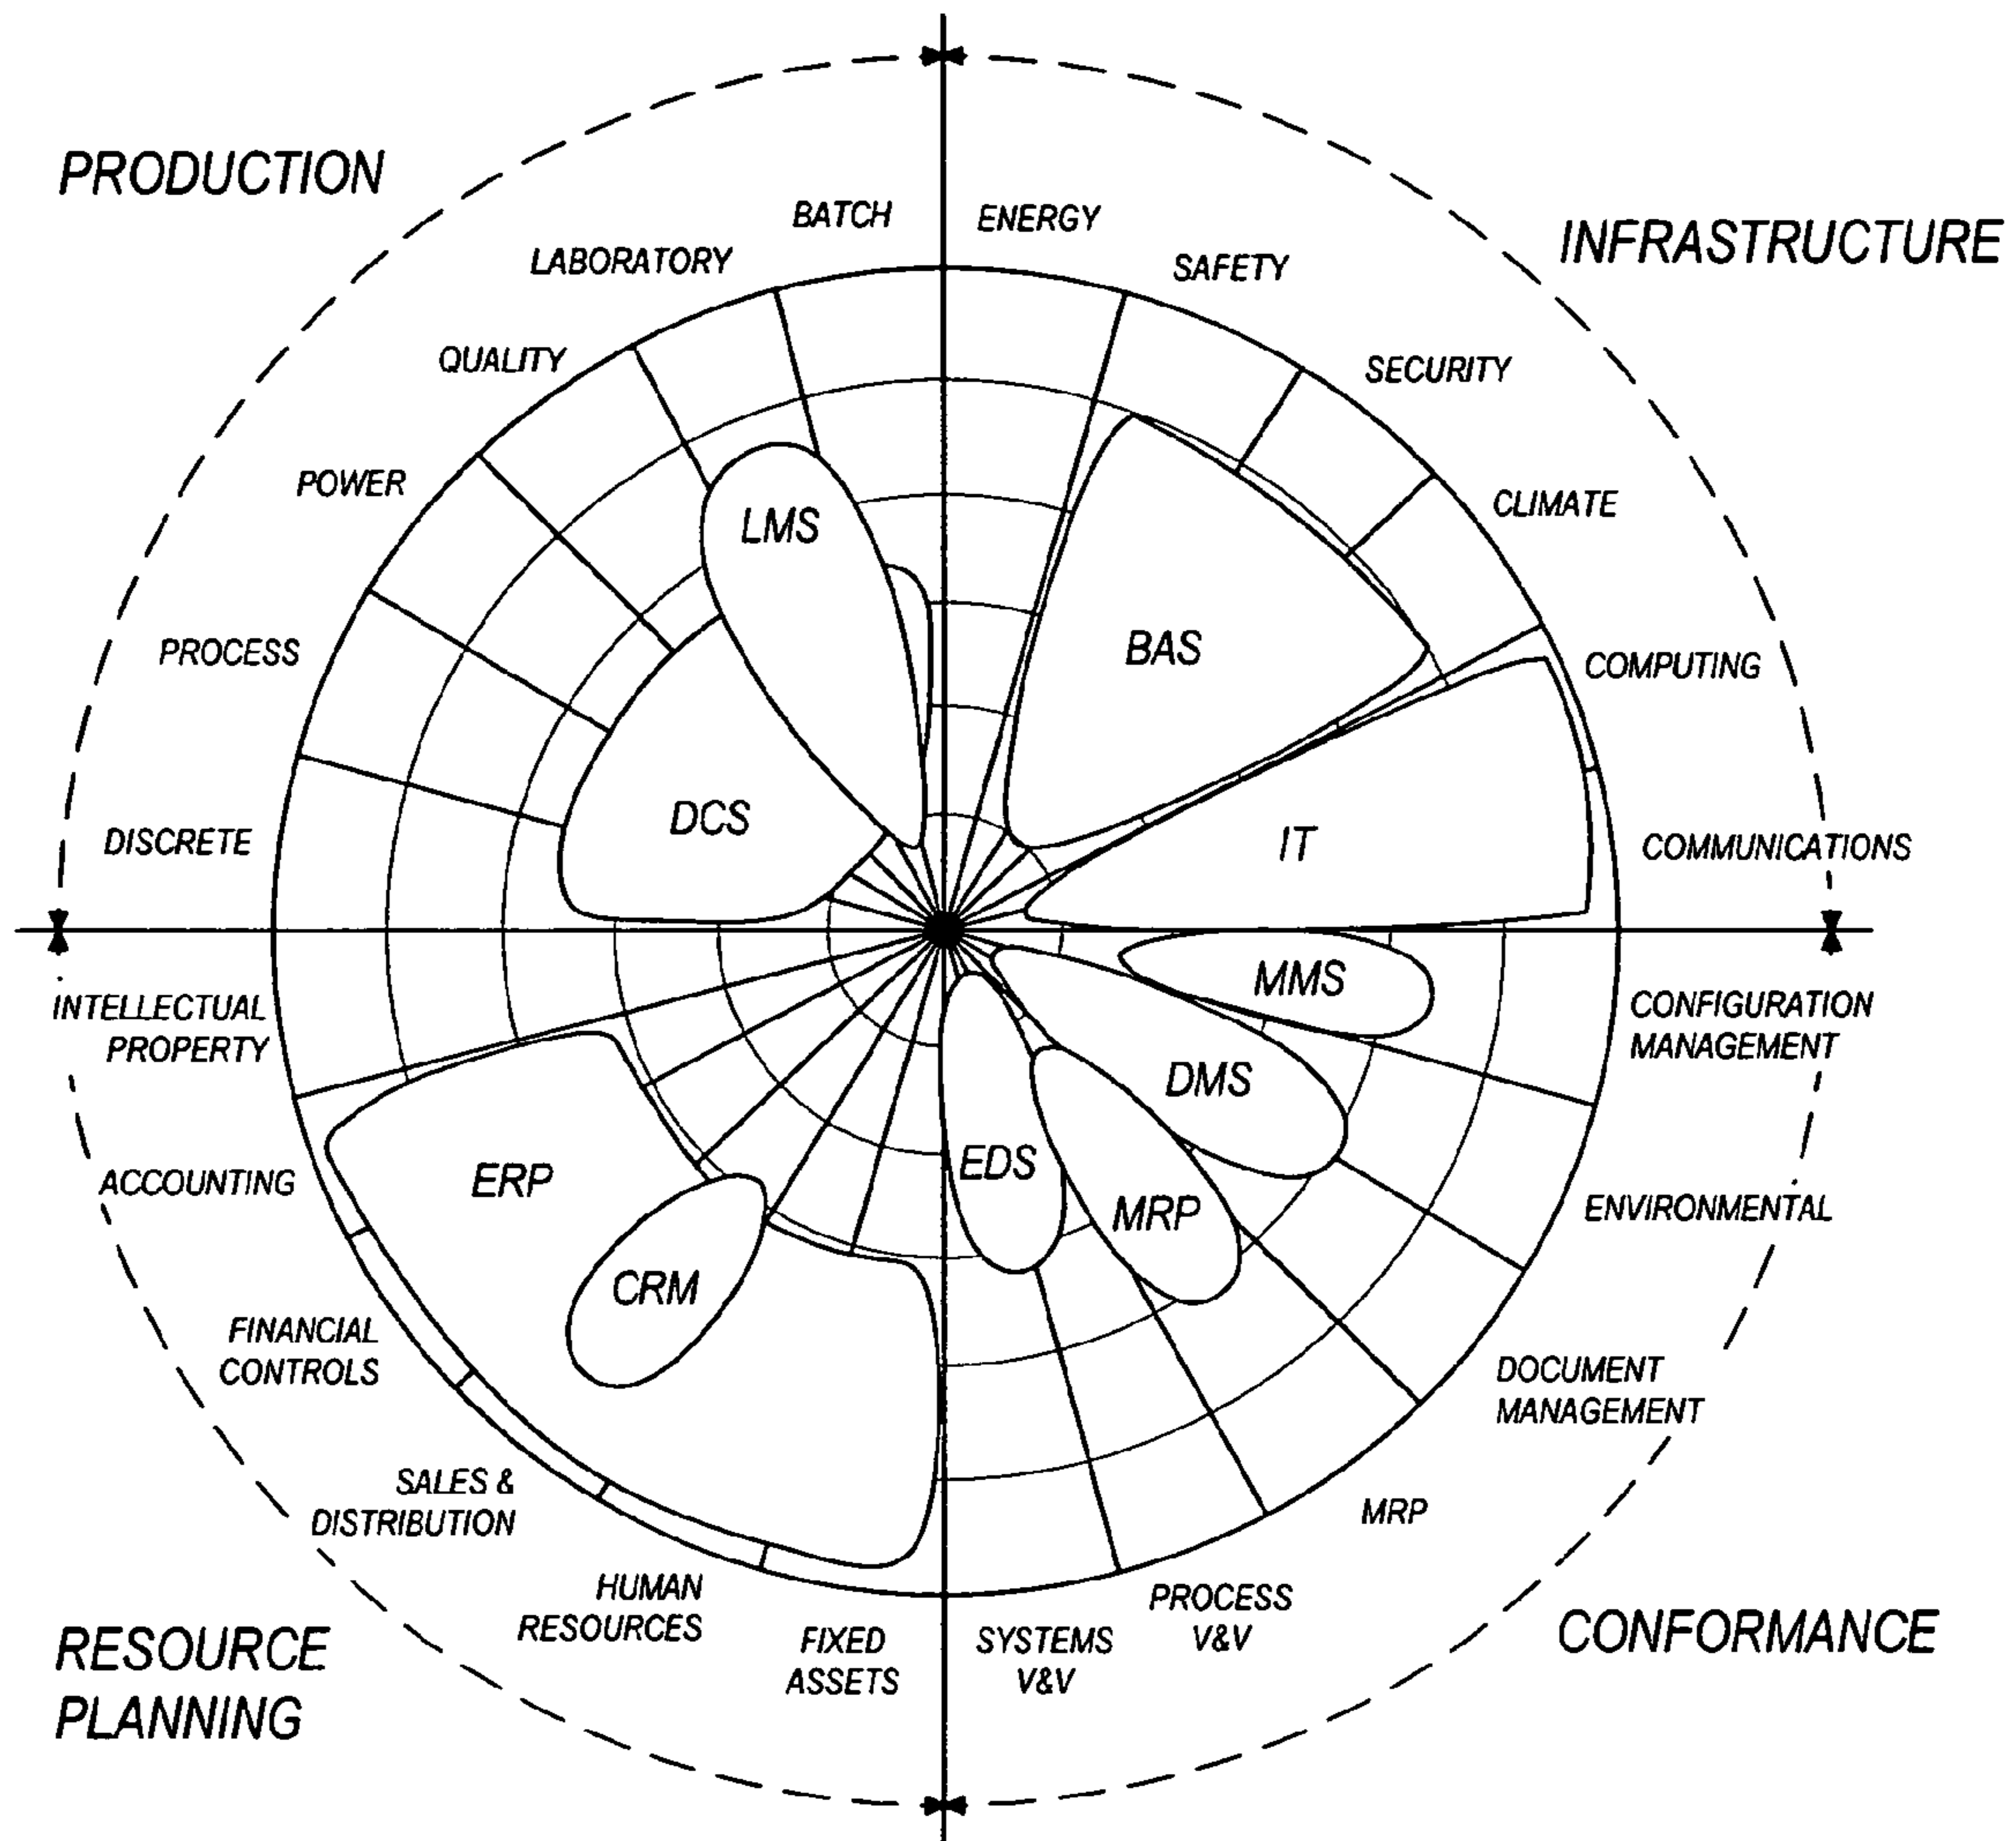 PRODUCTION
INFRASTRUCTURE
BATCH
ENERGY
LABORATORY
SAFETY
QUALITY
SECURITY
POWER
CLIMATE
PROCESS
COMPUTING
DISCRETE
COMMUNICATIONS
LMS
BAS
DCS
IT
MMS
DMS
EDS
MRP
ERP
CRM
INTELLECTUAL
PROPERTY
CONFIGURATION
MANAGEMENT
ACCOUNTING
ENVIRONMENTAL
FINANCIAL
CONTROLS
DOCUMENT
MANAGEMENT
SALES &
DISTRIBUTION
MRP
HUMAN
RESOURCES
PROCESS
V&V
FIXED
ASSETS
SYSTEMS
V&V
RESOURCE
PLANNING
CONFORMANCE